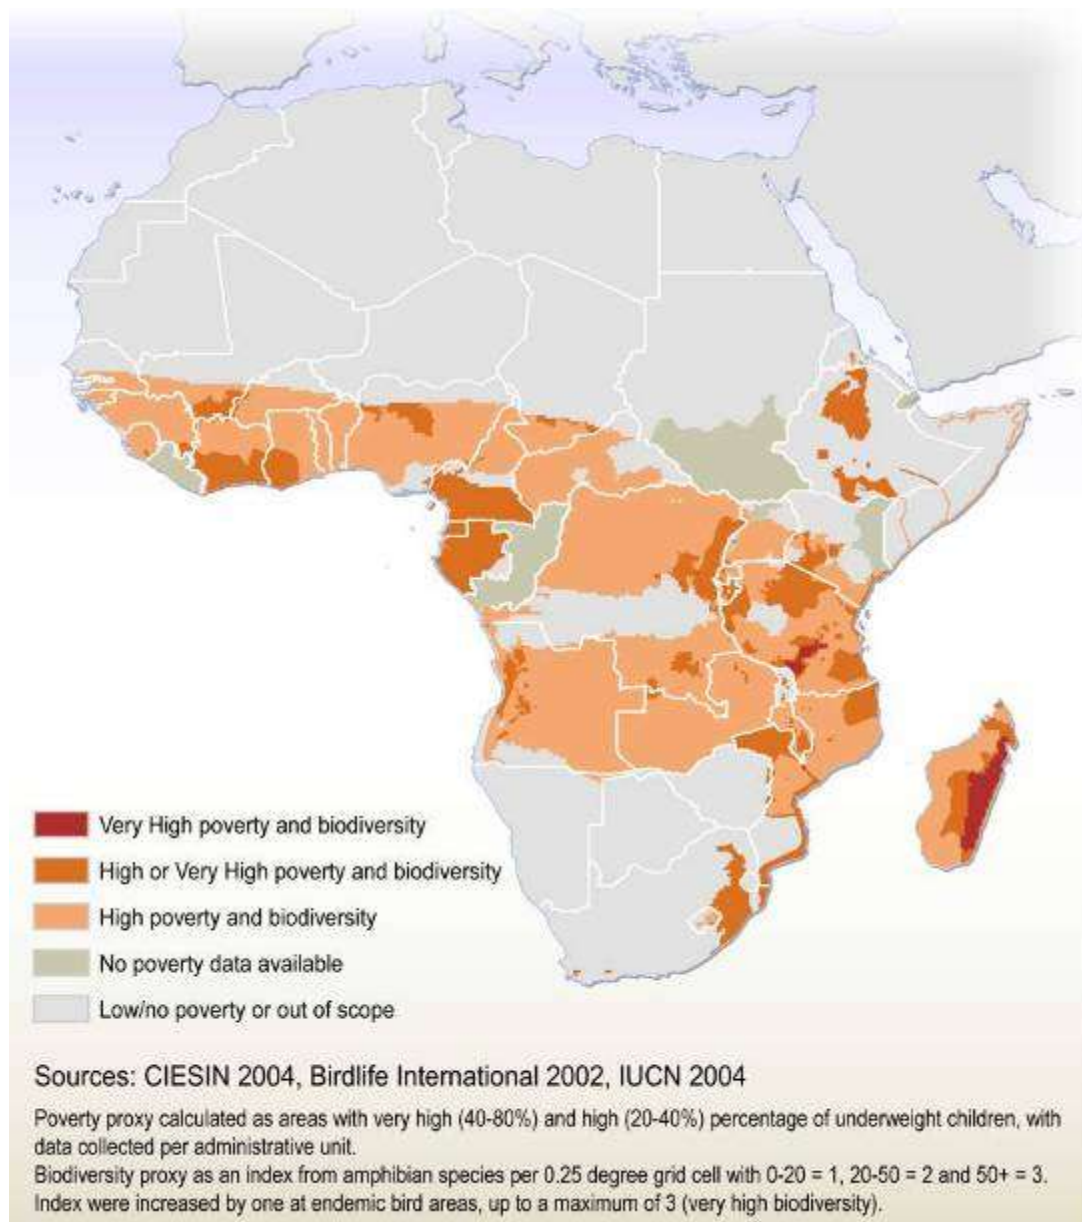 Very High poverty and biodiversity
High or Very High poverty and biodiversity
High poverty and biodiversity
No poverty data available
Low/no poverty or out of scope
Sources: CIESIN 2004, Birdlife International 2002, IUCN 2004
Poverty proxy calculated as areas with very high (40-80%) and high (20-40%) percentage of underweight children, with
data collected per administrative unit.
Biodiversity proxy as an index from amphibian species per 0.25 degree grid cell with 0-20 = 1, 20-50 = 2 and 50+ = 3.
Index were increased by one at endemic bird areas, up to a maximum of 3 (very high biodiversity).